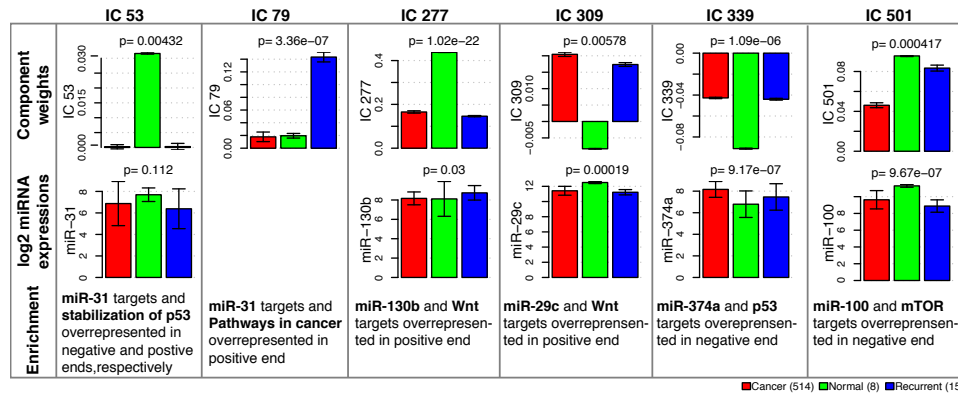 IC 53 IC 79 IC 277 IC 309 IC 339 IC 501
Component weights
p= 0.00432
IC 53
0.030
0.015
0.000
p= 3.36e−07
IC 79
0.12
0.09
0.06
0.03
0.00
p= 1.02e−22
IC 277
0.4
0.2
0.0
p= 0.00578
IC 309
0.010
−0.005
p= 1.09e−06
IC 339
0.00
−0.04
−0.08
p= 0.000417
IC 501
0.08
0.04
0.00
log2 miRNA expressions
p= 0.112
miR−31
8
6
4
2
0
p= 0.03
miR−130b
8
6
4
2
0
p= 0.00019
miR−29c
12
10
8
6
4
2
0
p= 9.17e−07
miR−374a
8
6
4
2
0
p= 9.67e−07
miR−100
12
10
8
6
4
2
0
Enrichment
miR-31 targets and
stabilization of p53
overrepresented in
negative and postive
ends,respectively
miR-31 targets and
Pathways in cancer
overrepresented in
positive end
miR-130b and Wnt
targets overrepresen-
ted in positive end
miR-29c and Wnt
targets overprensen-
ted in positive end
miR-374a and p53
targets overprensen-
ted in negative end
miR-100 and mTOR
targets overrepresen-
ted in negative end
Cancer (514) Normal (8) Recurrent (15